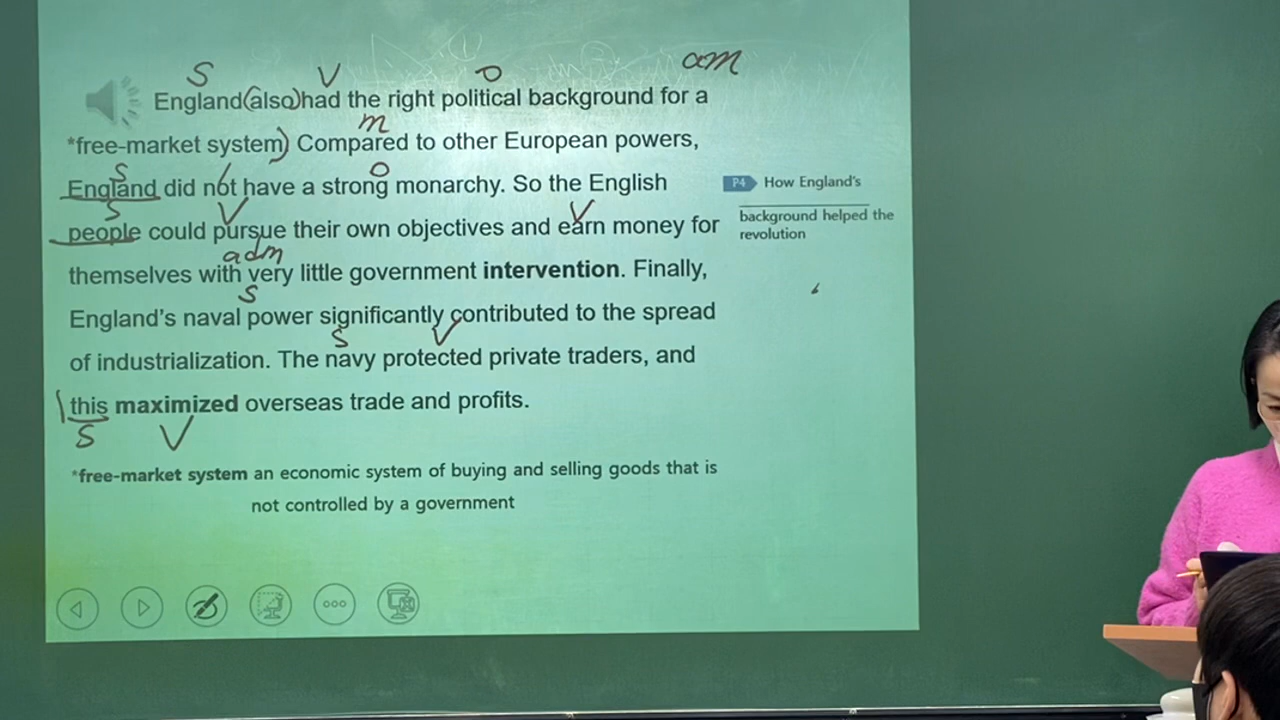 S V O am
England(also)had the right political background for a
m
*free-market system) Compared to other European powers,
S V O
England did not have a strong monarchy. So the English
S V V
people could pursue their own objectives and earn money for
adm
themselves with very little government intervention. Finally,
S
England's naval power significantly contributed to the spread
S V
of industrialization. The navy protected private traders, and
this maximized overseas trade and profits.
S V
*free-market system an economic system of buying and selling goods that is
not controlled by a government
P4 How England's
background helped the
revolution